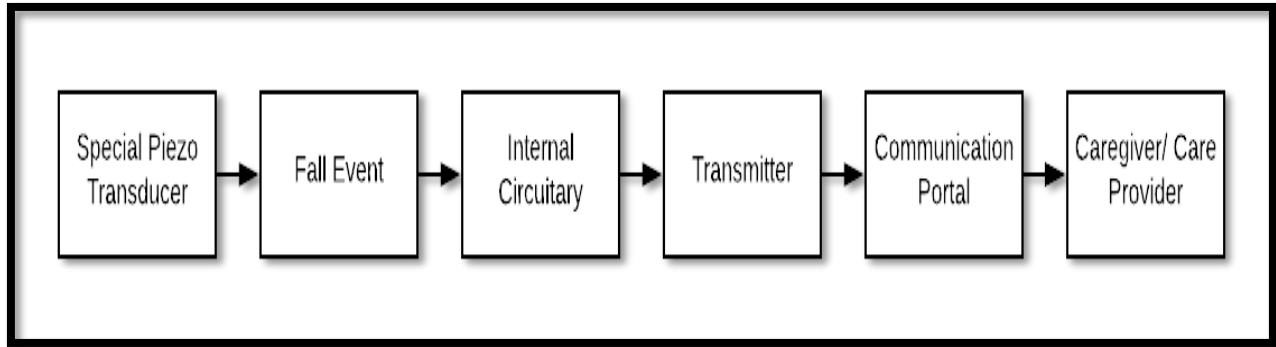 Special Piezo
Transducer
Fall Event
Internal
Circuitary
Transmitter
Communication
Portal
Caregiver/ Care
Provider